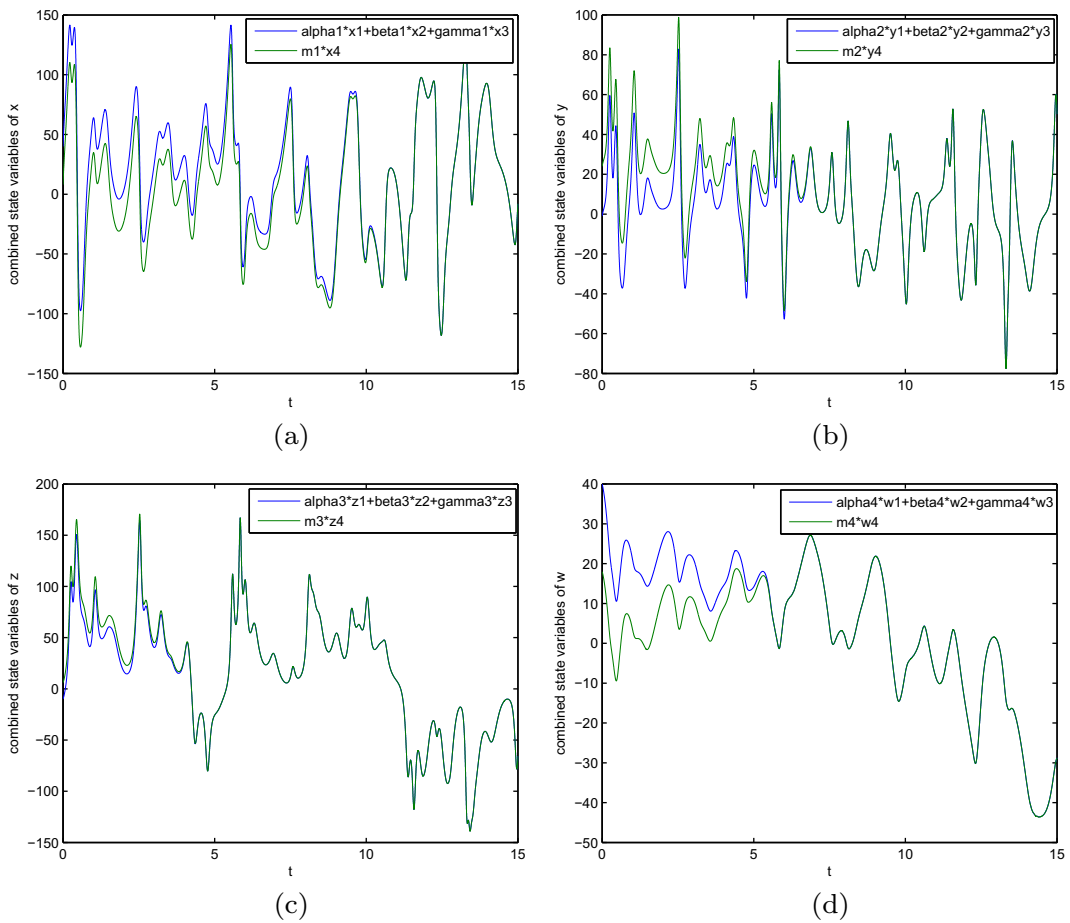 150
100
50
0
−50
−100
−150
0
5
10
15
t
combined state variables of x
alpha1*x1+beta1*x2+gamma1*x3
m1*x4
(a)
100
80
60
40
20
0
−20
−40
−60
−80
0
5
10
15
t
combined state variables of y
alpha2*y1+beta2*y2+gamma2*y3
m2*y4
(b)
200
150
100
50
0
−50
−100
−150
0
5
10
15
t
combined state variables of z
alpha3*z1+beta3*z2+gamma3*z3
m3*z4
(c)
40
30
20
10
0
−10
−20
−30
−40
−50
0
5
10
15
t
combined state variables of w
alpha4*w1+beta4*w2+gamma4*w3
m4*w4
(d)